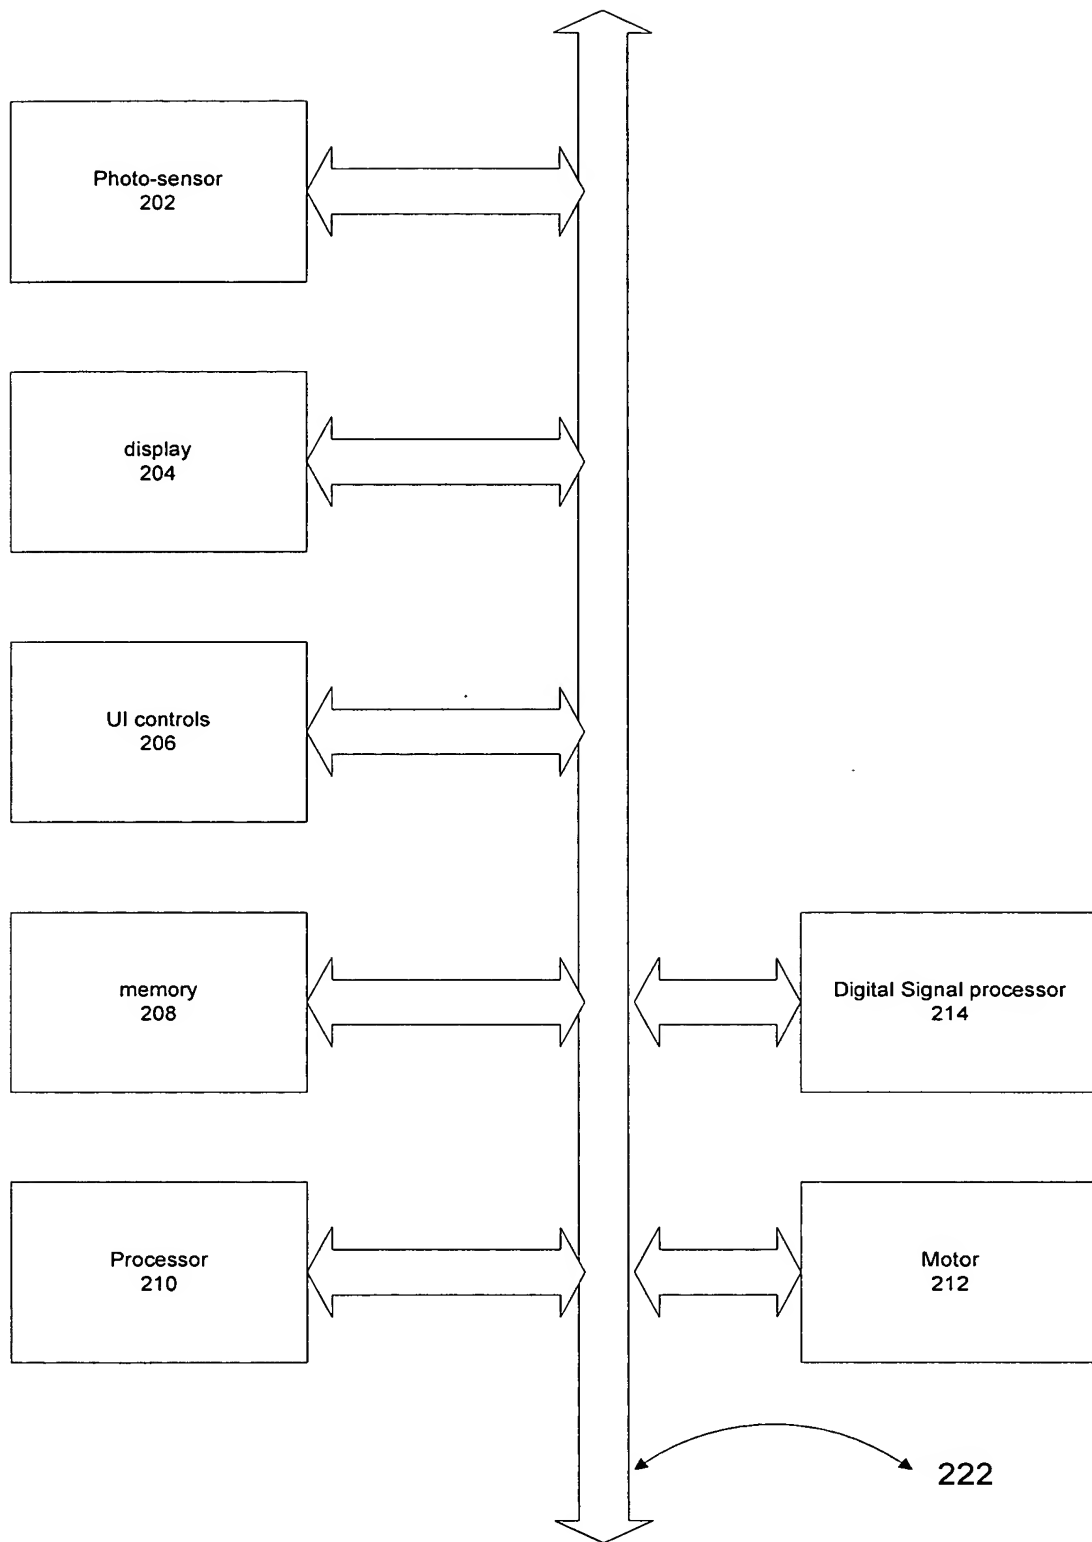 Photo-sensor
202
display
204
UI controls
206
memory
208
Digital Signal processor
214
Processor
210
Motor
212
222